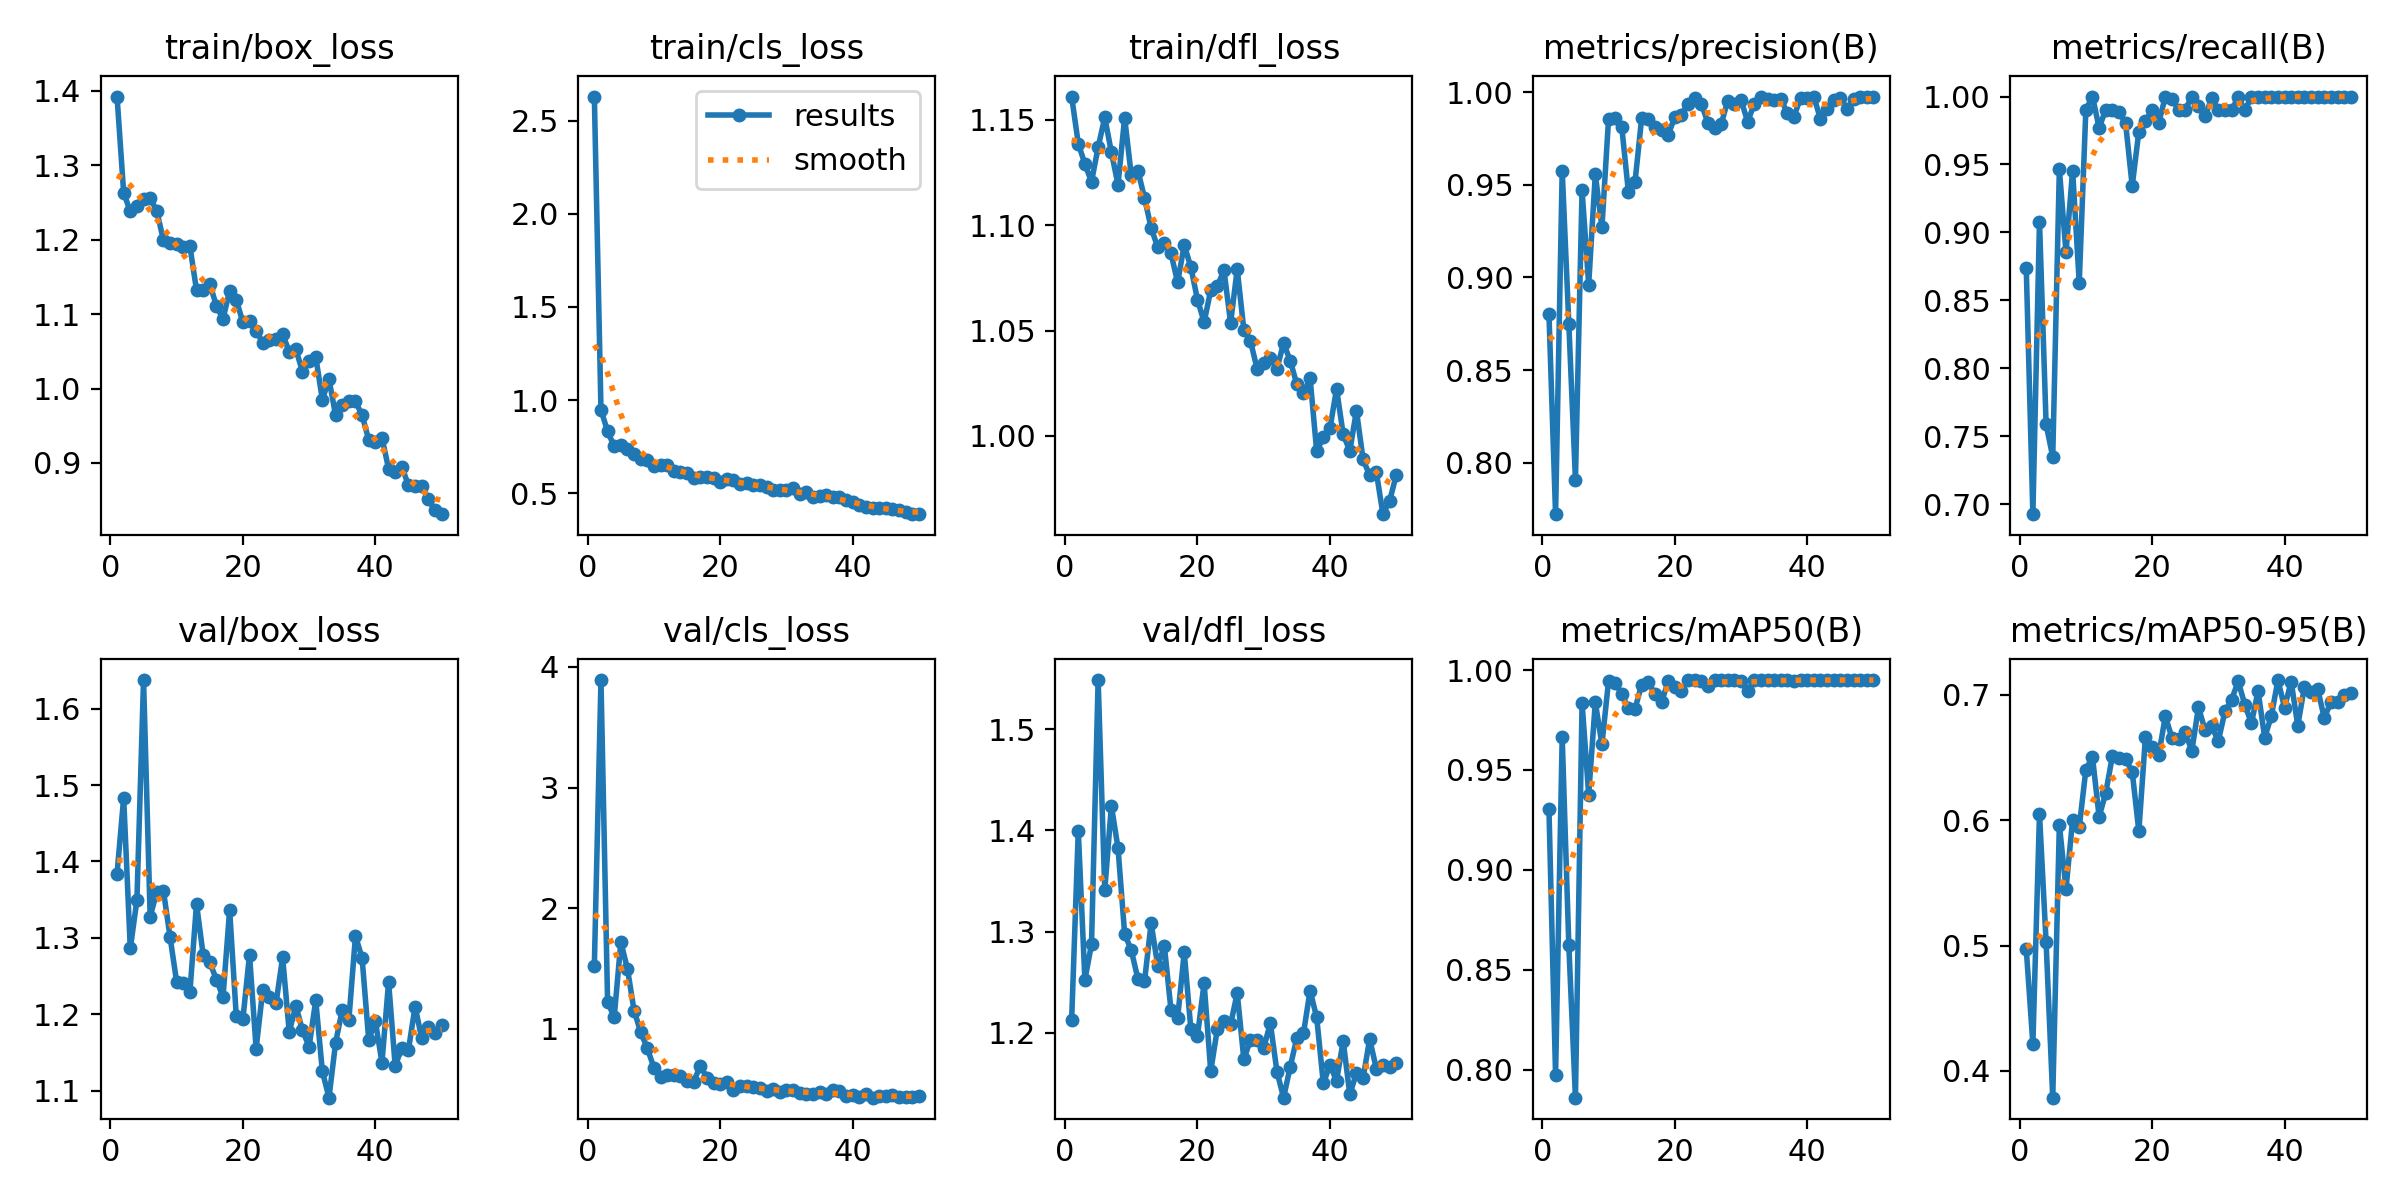 train/box_loss
1.4
1.3
1.2
1.1
1.0
0.9
0 20 40
train/cls_loss
results
smooth
2.5
2.0
1.5
1.0
0.5
0 20 40
train/dfl_loss
1.15
1.10
1.05
1.00
0 20 40
metrics/precision(B)
1.00
0.95
0.90
0.85
0.80
0 20 40
metrics/recall(B)
1.00
0.95
0.90
0.85
0.80
0.75
0.70
0 20 40
val/box_loss
1.6
1.5
1.4
1.3
1.2
1.1
0 20 40
val/cls_loss
4
3
2
1
0 20 40
val/dfl_loss
1.5
1.4
1.3
1.2
0 20 40
metrics/mAP50(B)
1.00
0.95
0.90
0.85
0.80
0 20 40
metrics/mAP50-95(B)
0.7
0.6
0.5
0.4
0 20 40